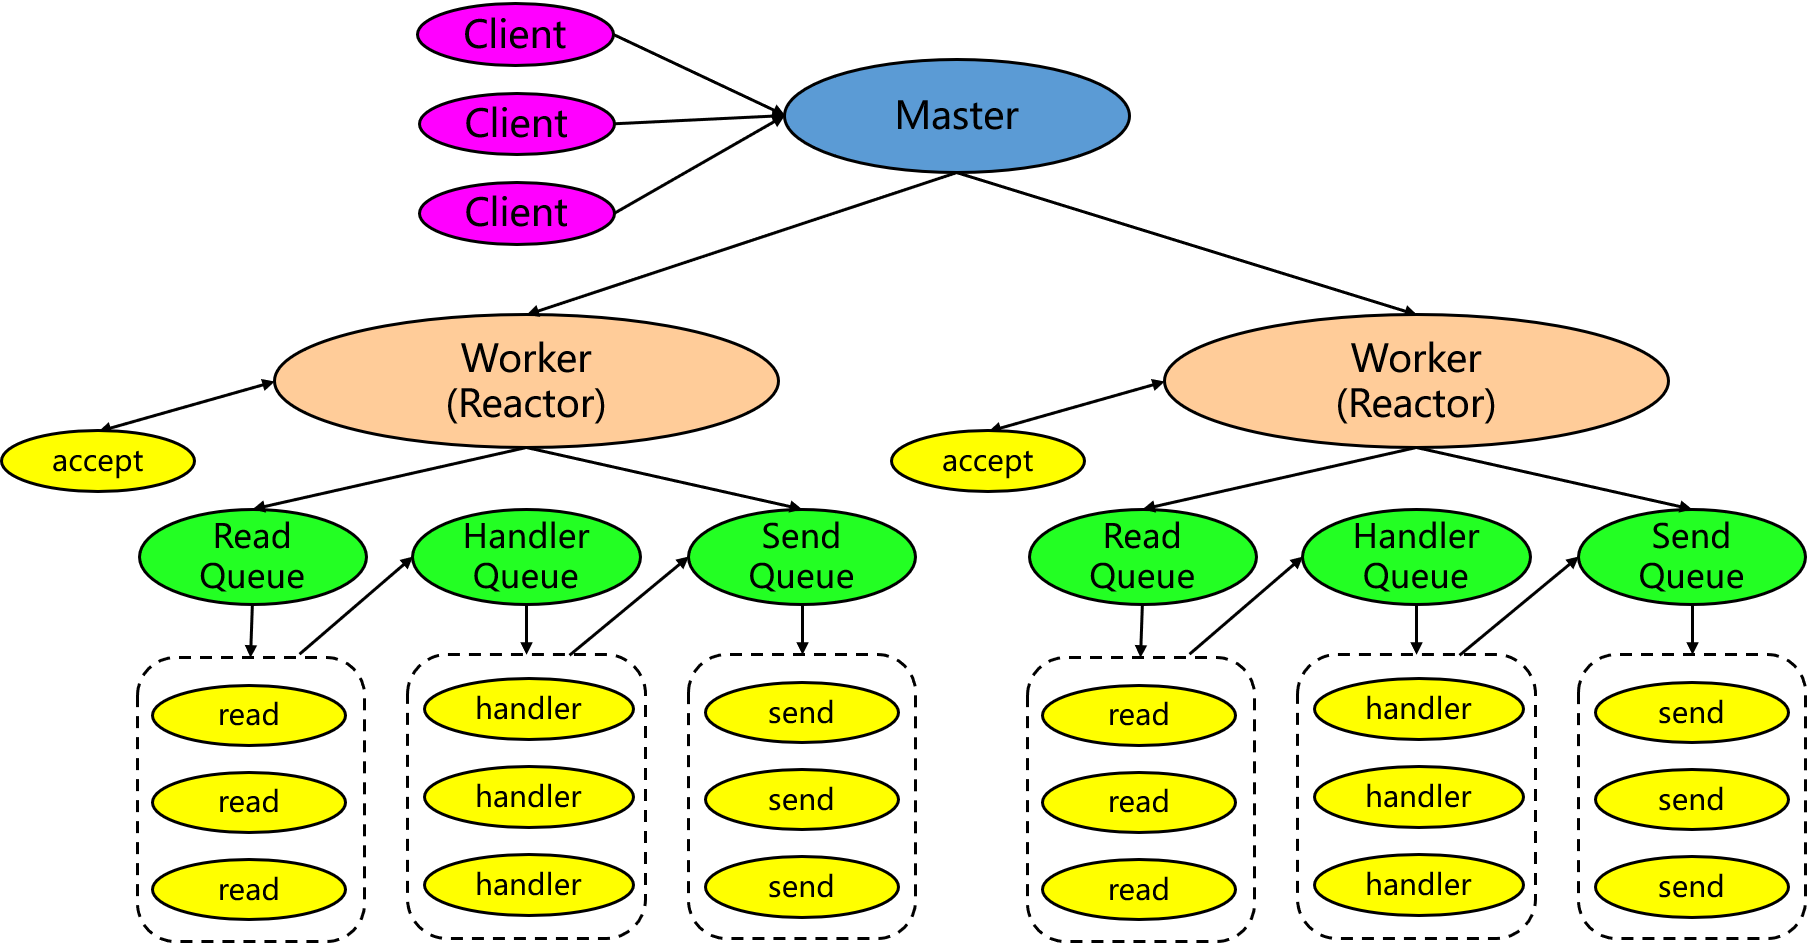 Client
Client
Client
Master
Worker
(Reactor)
accept
Read
Queue
Handler
Queue
Send
Queue
read
read
read
handler
handler
handler
send
send
send
Worker
(Reactor)
accept
Read
Queue
Handler
Queue
Send
Queue
read
read
read
handler
handler
handler
send
send
send